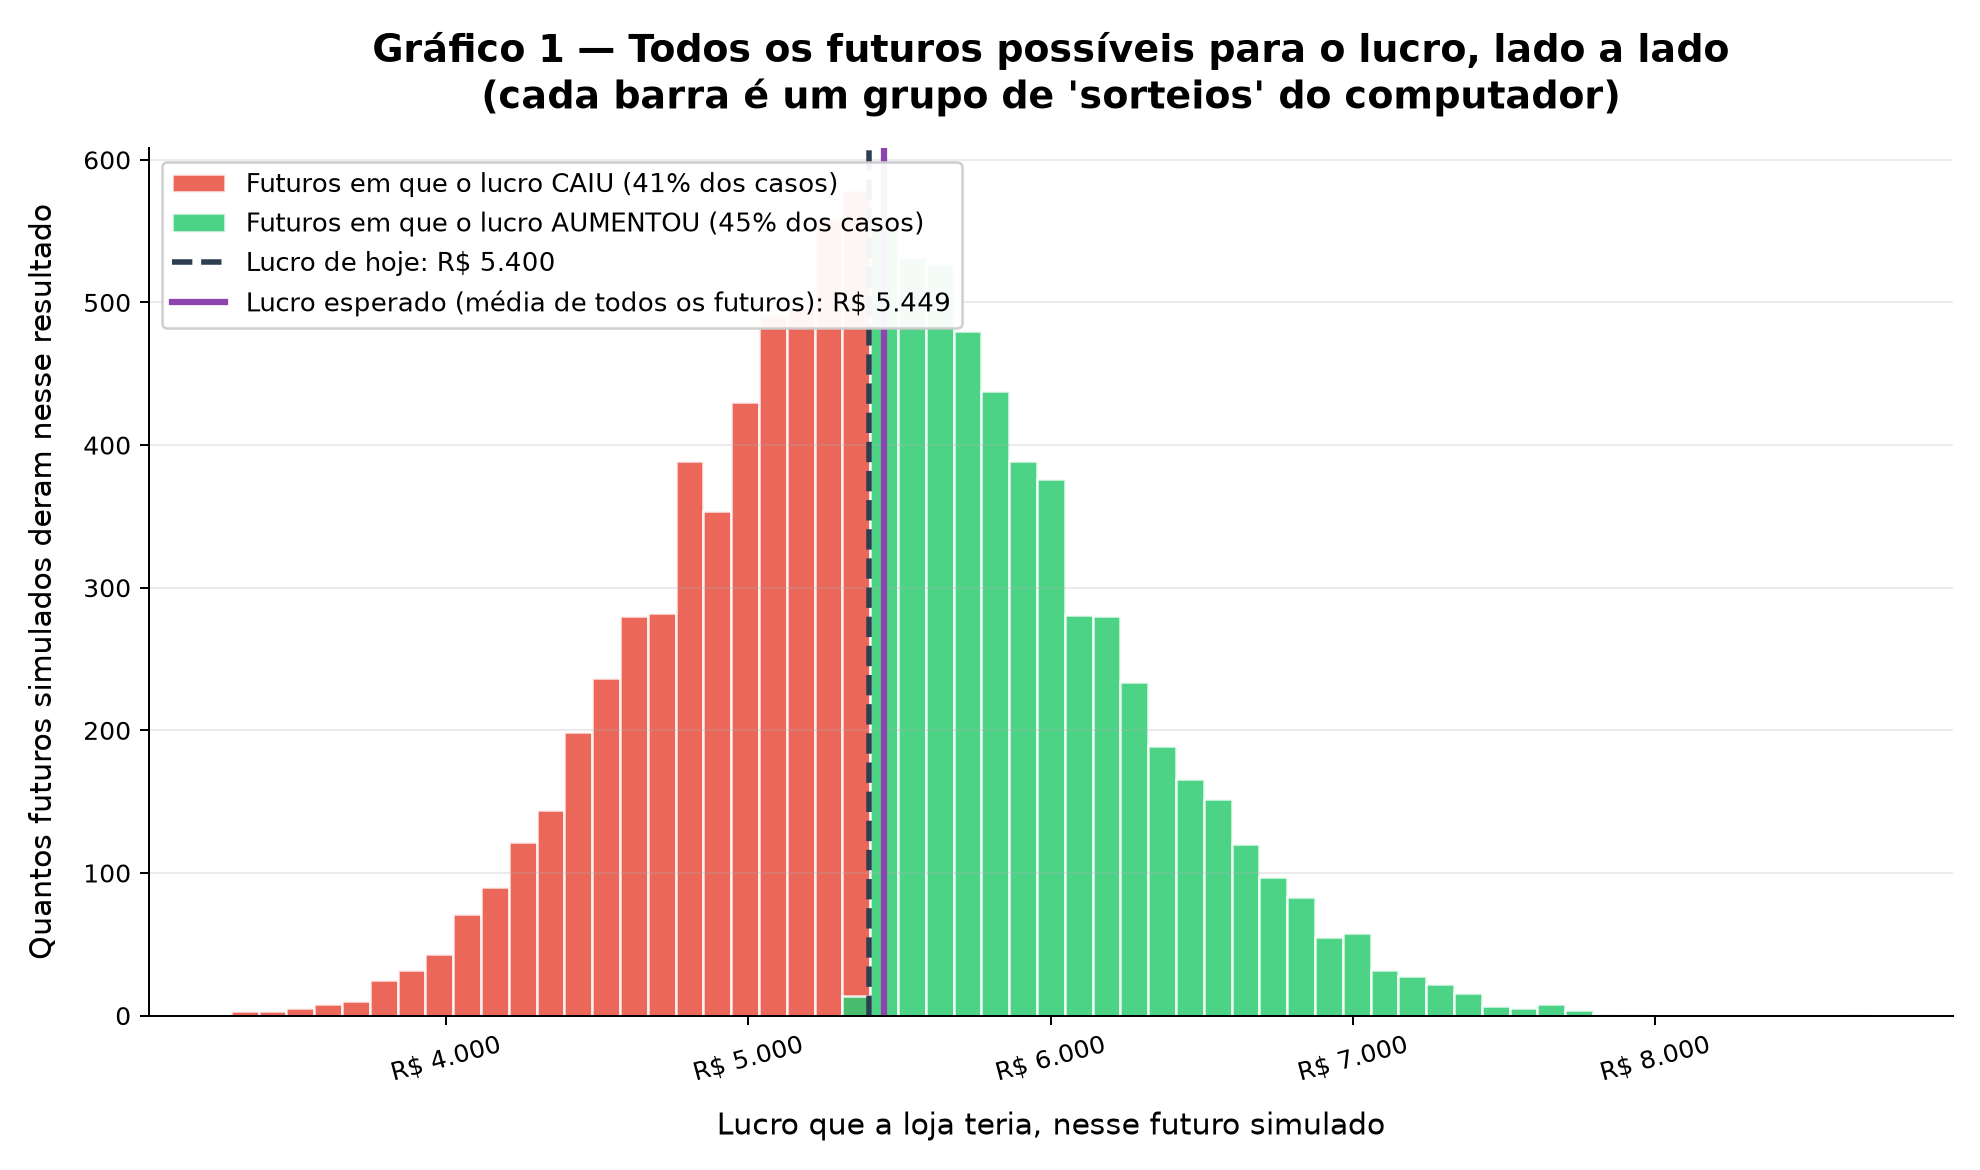 Gráfico 1 — Todos os futuros possíveis para o lucro, lado a lado
(cada barra é um grupo de 'sorteios' do computador)
Quantos futuros simulados deram nesse resultado
600
500
400
300
200
100
0
Futuros em que o lucro CAIU (41% dos casos)
Futuros em que o lucro AUMENTOU (45% dos casos)
Lucro de hoje: R$ 5.400
Lucro esperado (média de todos os futuros): R$ 5.449
R$ 4.000
R$ 5.000
R$ 6.000
R$ 7.000
R$ 8.000
Lucro que a loja teria, nesse futuro simulado